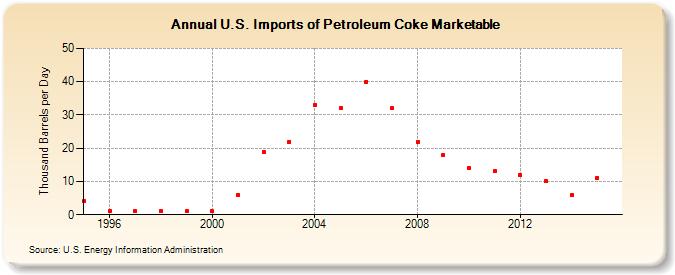 Annual U.S. Imports of Petroleum Coke Marketable
Thousand Barrels per Day
50
40
30
20
10
0
1996 2000 2004 2008 2012
Source: U.S. Energy Information Administration